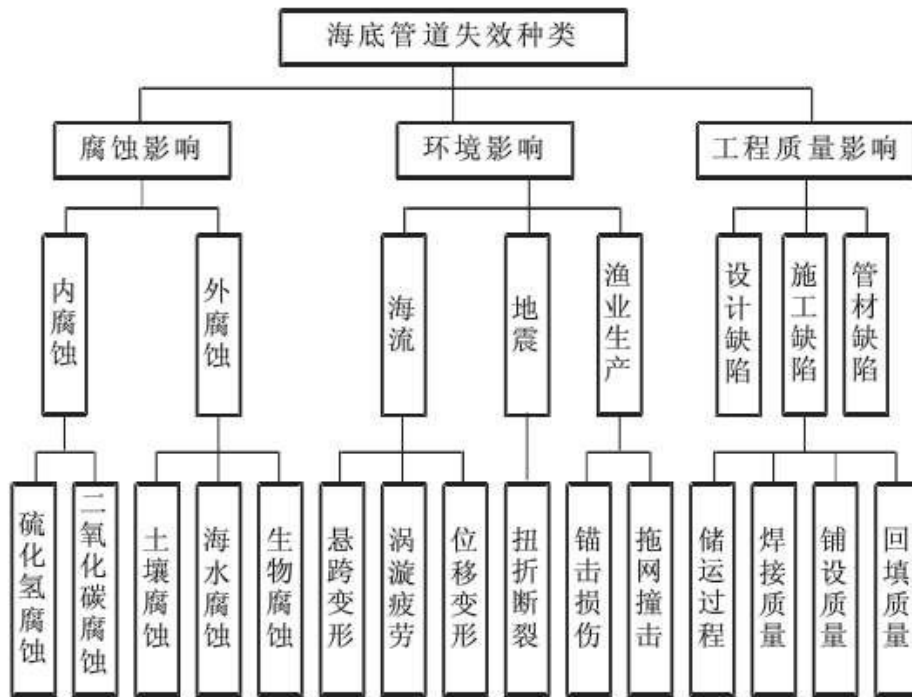 海底管道失效种类
腐蚀影响
环境影响
工程质量影响
内腐蚀
外腐蚀
海流
地震
渔业生产
设计缺陷
施工缺陷
管材缺陷
硫化氢腐蚀
二氧化碳腐蚀
土壤腐蚀
海水腐蚀
生物腐蚀
悬跨变形
涡漩疲劳
位移变形
扭折断裂
锚击损伤
拖网撞击
储运过程
焊接质量
铺设质量
回填质量